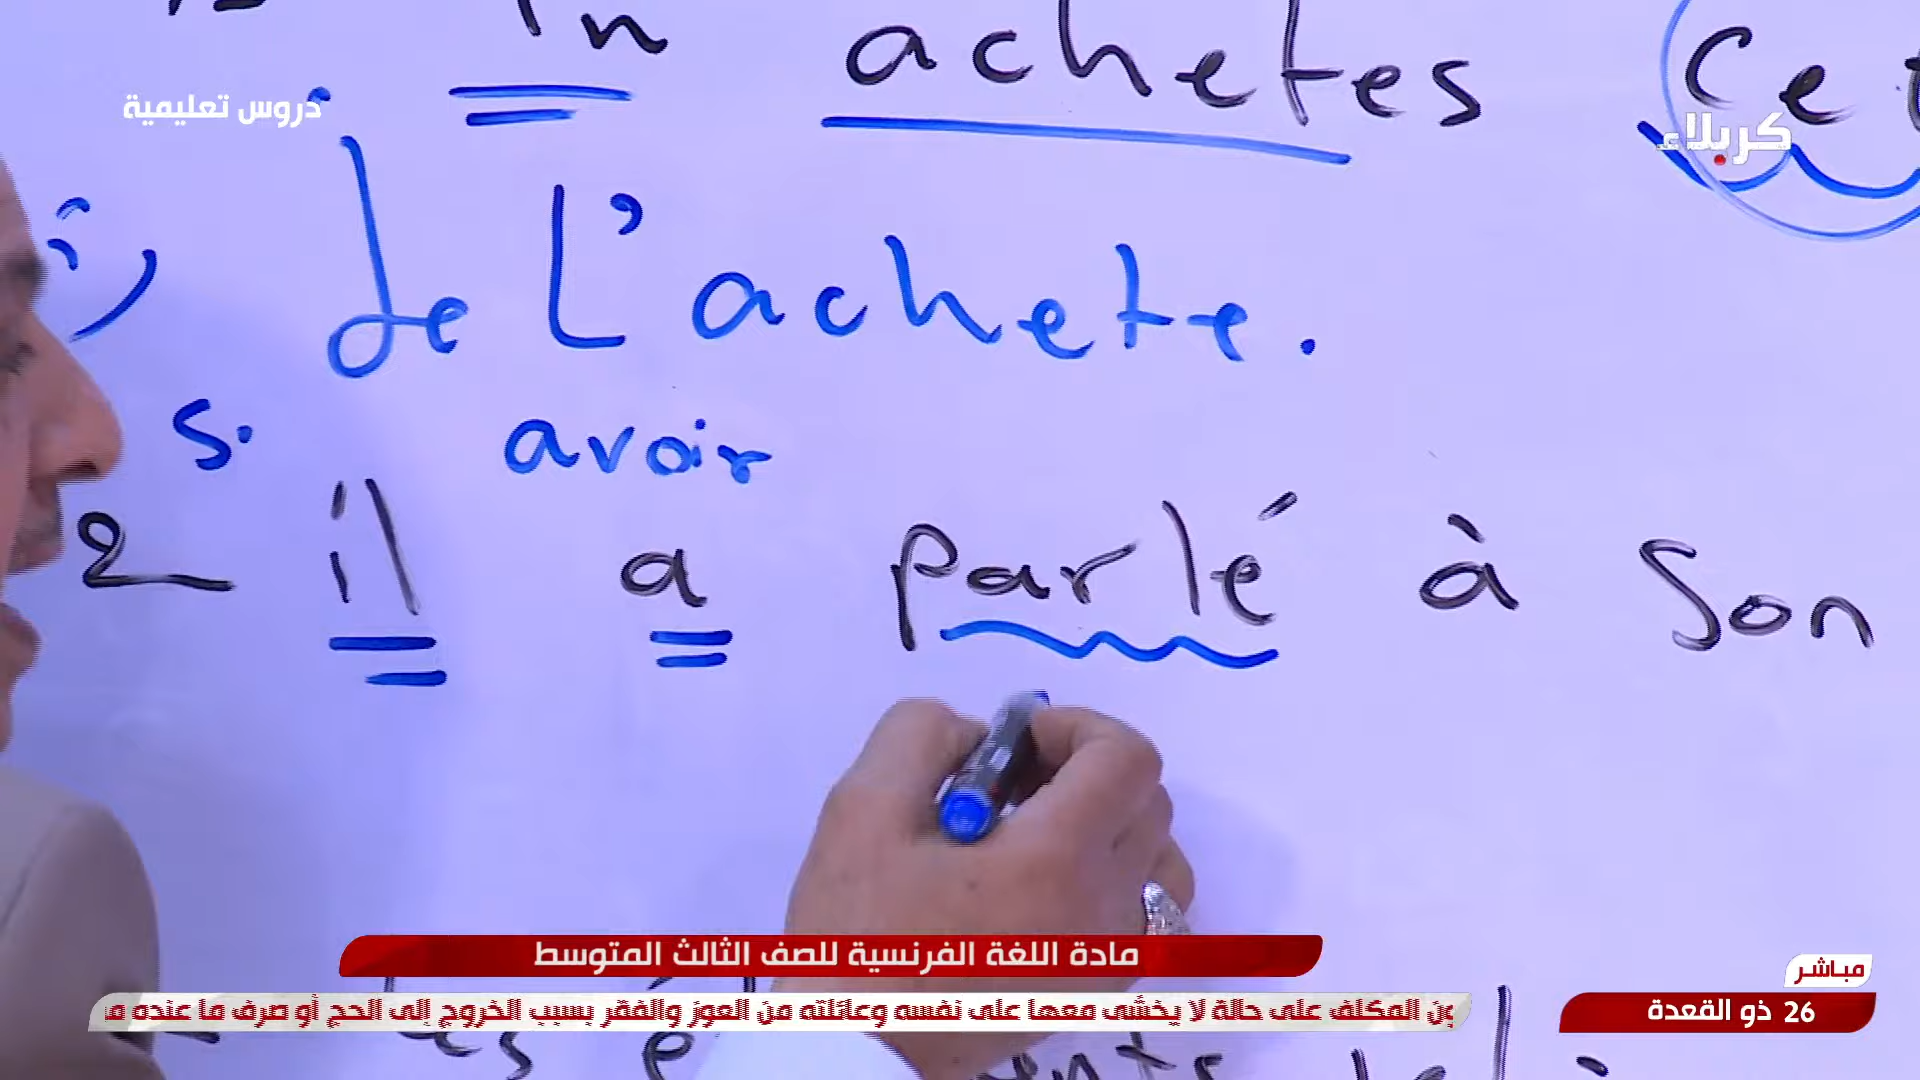 Tu achetes
دروس تعليمية
كربلاء
Je L'achete.
s. avoir
2 il a parlé à son
مادة اللغة الفرنسية للصف الثالث المتوسط
مباشر
ون المكلف على حالة لا يخشى معها على نفسه وعائلته من العوز والفقر بسبب الخروج إلى الحج أو صرف ما عنده
26 ذو القعدة